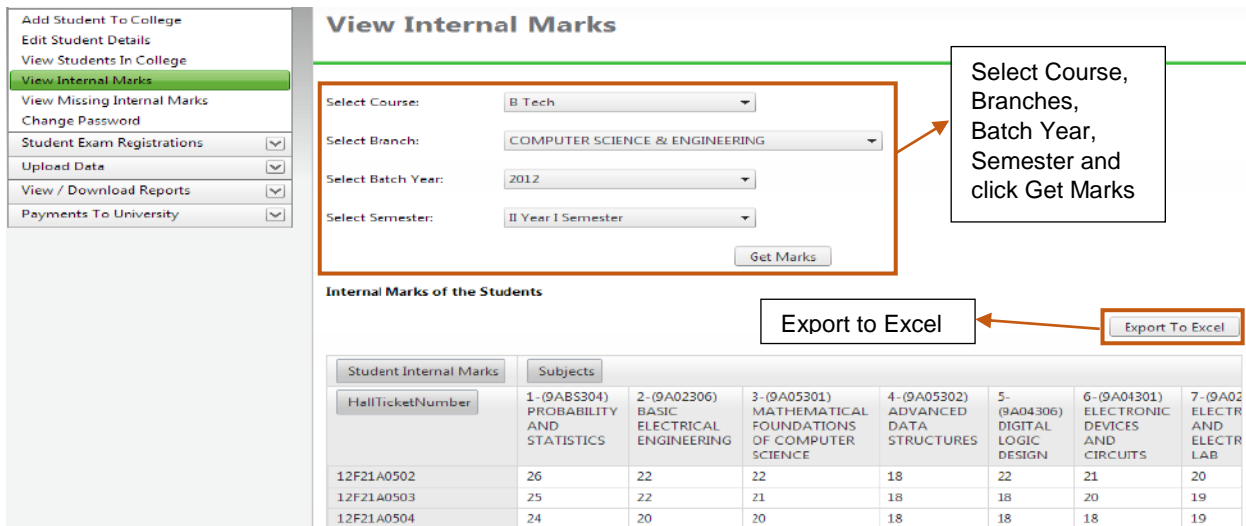 Add Student To College
Edit Student Details
View Students In College
View Internal Marks
View Missing Internal Marks
Change Password
Student Exam Registrations
Upload Data
View / Download Reports
Payments To University
View Internal Marks
Select Course:
B Tech
Select Branch:
COMPUTER SCIENCE & ENGINEERING
Select Batch Year:
2012
Select Semester:
II Year I Semester
Get Marks
Select Course,
Branches,
Batch Year,
Semester and
click Get Marks
Internal Marks of the Students
Export to Excel
Export To Excel
Student Internal Marks
Subjects
HallTicketNumber
1-(9ABS304)
PROBABILITY
AND
STATISTICS
2-(9A02306)
BASIC
ELECTRICAL
ENGINEERING
3-(9A05301)
MATHEMATICAL
FOUNDATIONS
OF COMPUTER
SCIENCE
4-(9A05302)
ADVANCED
DATA
STRUCTURES
5-
(9A04306)
DIGITAL
LOGIC
DESIGN
6-(9A04301)
ELECTRONIC
DEVICES
AND
CIRCUITS
7-(9A02
ELECTR
AND
ELECTR
LAB
12F21A0502 26 22 22 18 22 21 20
12F21A0503 25 22 21 18 18 20 19
12F21A0504 24 20 20 18 18 18 19